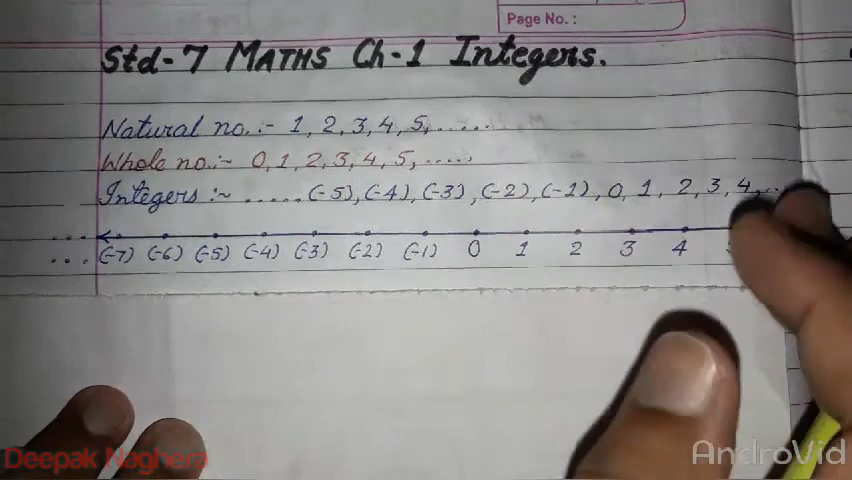 Page No. :
Std-7 MATHS Ch-1 Integers.
Natural no. :- 1, 2, 3, 4, 5, ......
Whole no. :~ 0, 1, 2, 3, 4, 5, .....
Integers :~ ..... (-5), (-4), (-3), (-2), (-1), 0, 1, 2, 3, 4, ..
... (-7) (-6) (-5) (-4) (-3) (-2) (-1) 0 1 2 3 4
Deepak Naghera
AndroVid